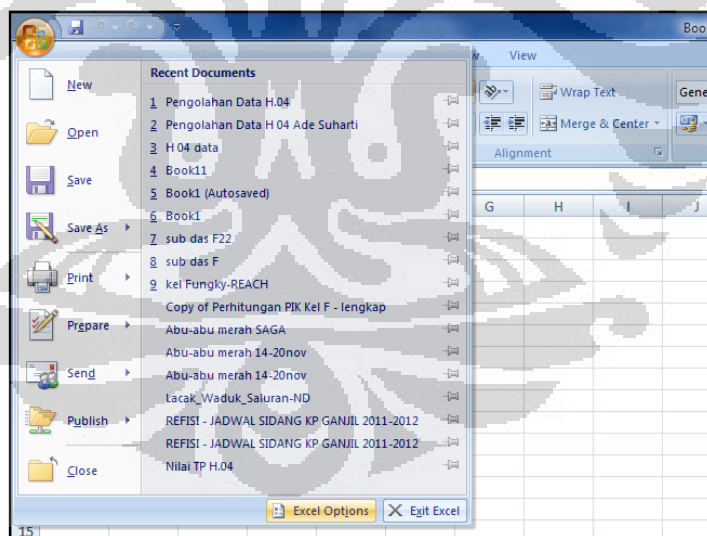 Boo
View
New
Open
Save
Save As
Print
Prepare
Send
Publish
Close
Recent Documents
1 Pengolahan Data H.04
2 Pengolahan Data H 04 Ade Suharti
3 H 04 data
4 Book11
5 Book1 (Autosaved)
6 Book1
7 sub das F22
8 sub das F
9 kel Fungky-REACH
Copy of Perhitungan PIK Kel F - lengkap
Abu-abu merah SAGA
Abu-abu merah 14-20nov
Abu-abu merah 14-20nov
Lacak_Waduk_Saluran-ND
REFISI - JADWAL SIDANG KP GANJIL 2011-2012
REFISI - JADWAL SIDANG KP GANJIL 2011-2012
Nilai TP H.04
Excel Options
Exit Excel
Wrap Text
Gene
Merge & Center
Alignment
G H I J
15